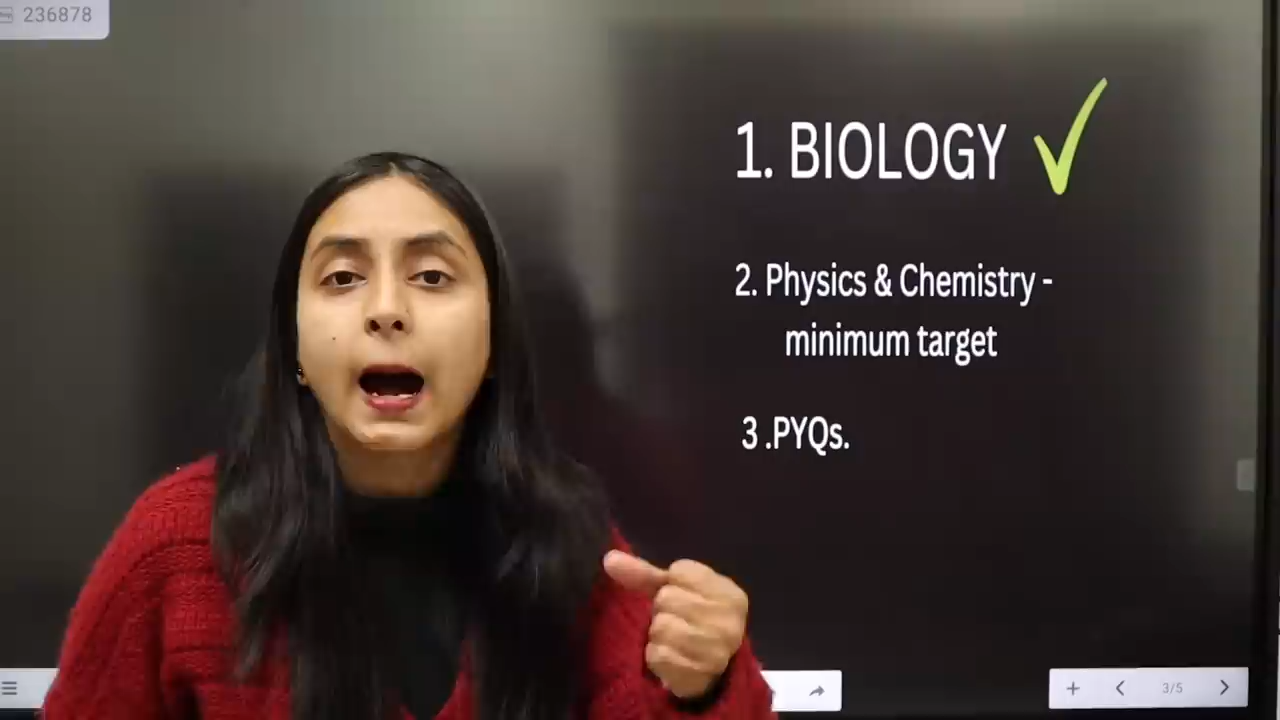 236878
1. BIOLOGY
2. Physics & Chemistry -
minimum target
3 .PYQs.
3/5